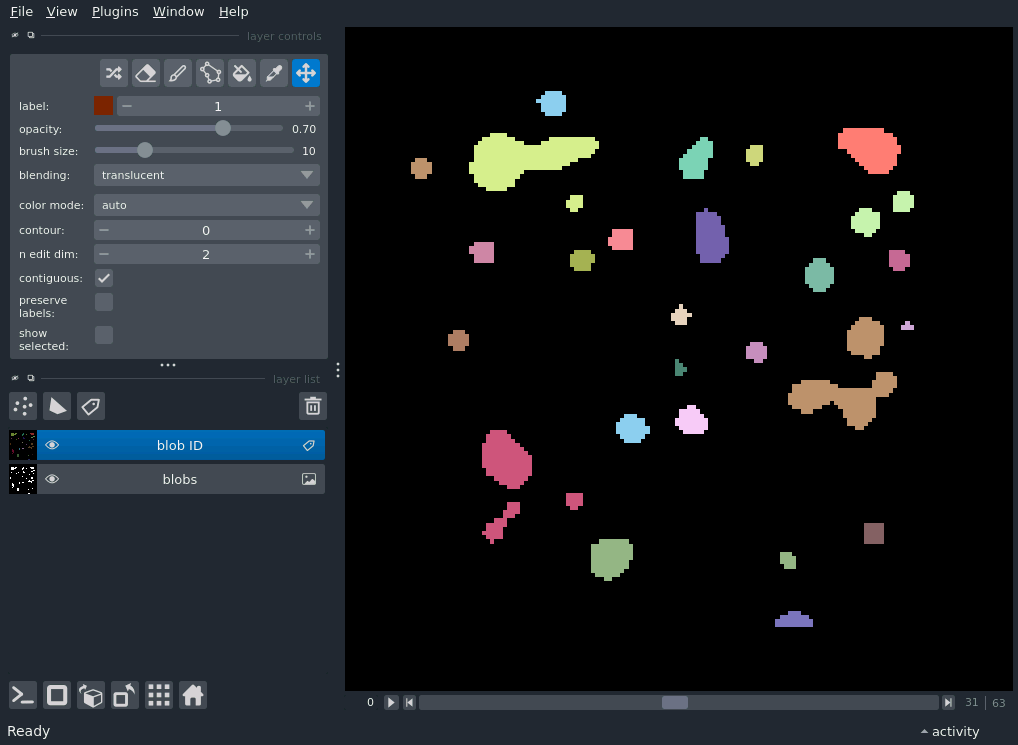 File View Plugins Window Help
layer controls
label: 1
opacity: 0.70
brush size: 10
blending: translucent
color mode: auto
contour: 0
n edit dim: 2
contiguous:
preserve
labels:
show
selected:
layer list
blob ID
blobs
0 31 | 63
Ready activity